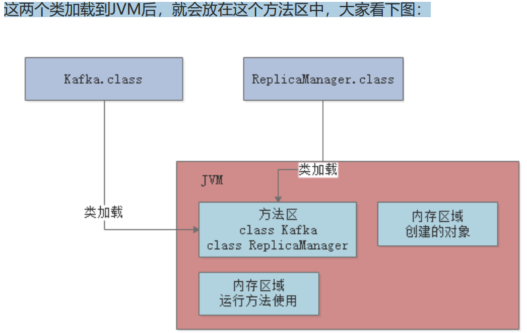 这两个类加载到JVM后，就会放在这个方法区中，大家看下图：
Kafka.class
ReplicaManager.class
类加载
JVM
类加载
方法区
class Kafka
class ReplicaManager
内存区域
创建的对象
内存区域
运行方法使用